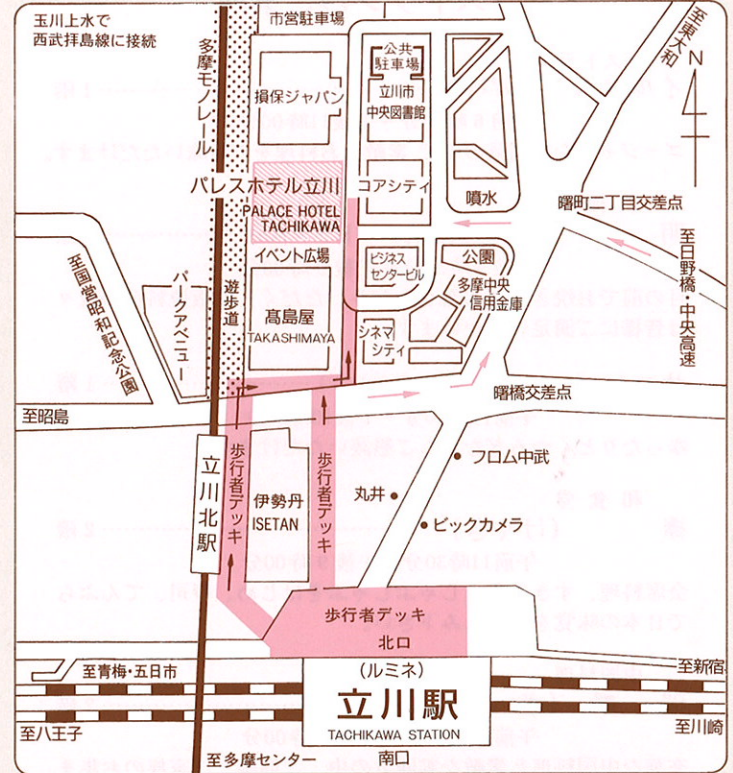 玉川上水で
西武拝島線に接続
多摩モノレール
市営駐車場
公共
駐車場
至東大和
N
損保ジャパン
立川市
中央図書館
パレスホテル立川
PALACE HOTEL
TACHIKAWA
コアシティ
噴水
曙町二丁目交差点
イベント広場
ビジネス
センタービル
公園
多摩中央
信用金庫
至日野橋・中央高速
至国営昭和記念公園
パークアベニュー
遊歩道
髙島屋
TAKASHIMAYA
シネマ
シティ
曙橋交差点
至昭島
立川北駅
歩行者デッキ
伊勢丹
ISETAN
歩行者デッキ
丸井
フロム中武
ビックカメラ
歩行者デッキ
北口
至青梅・五日市
(ルミネ)
至新宿
立川駅
TACHIKAWA STATION
至八王子
至川崎
至多摩センター
南口